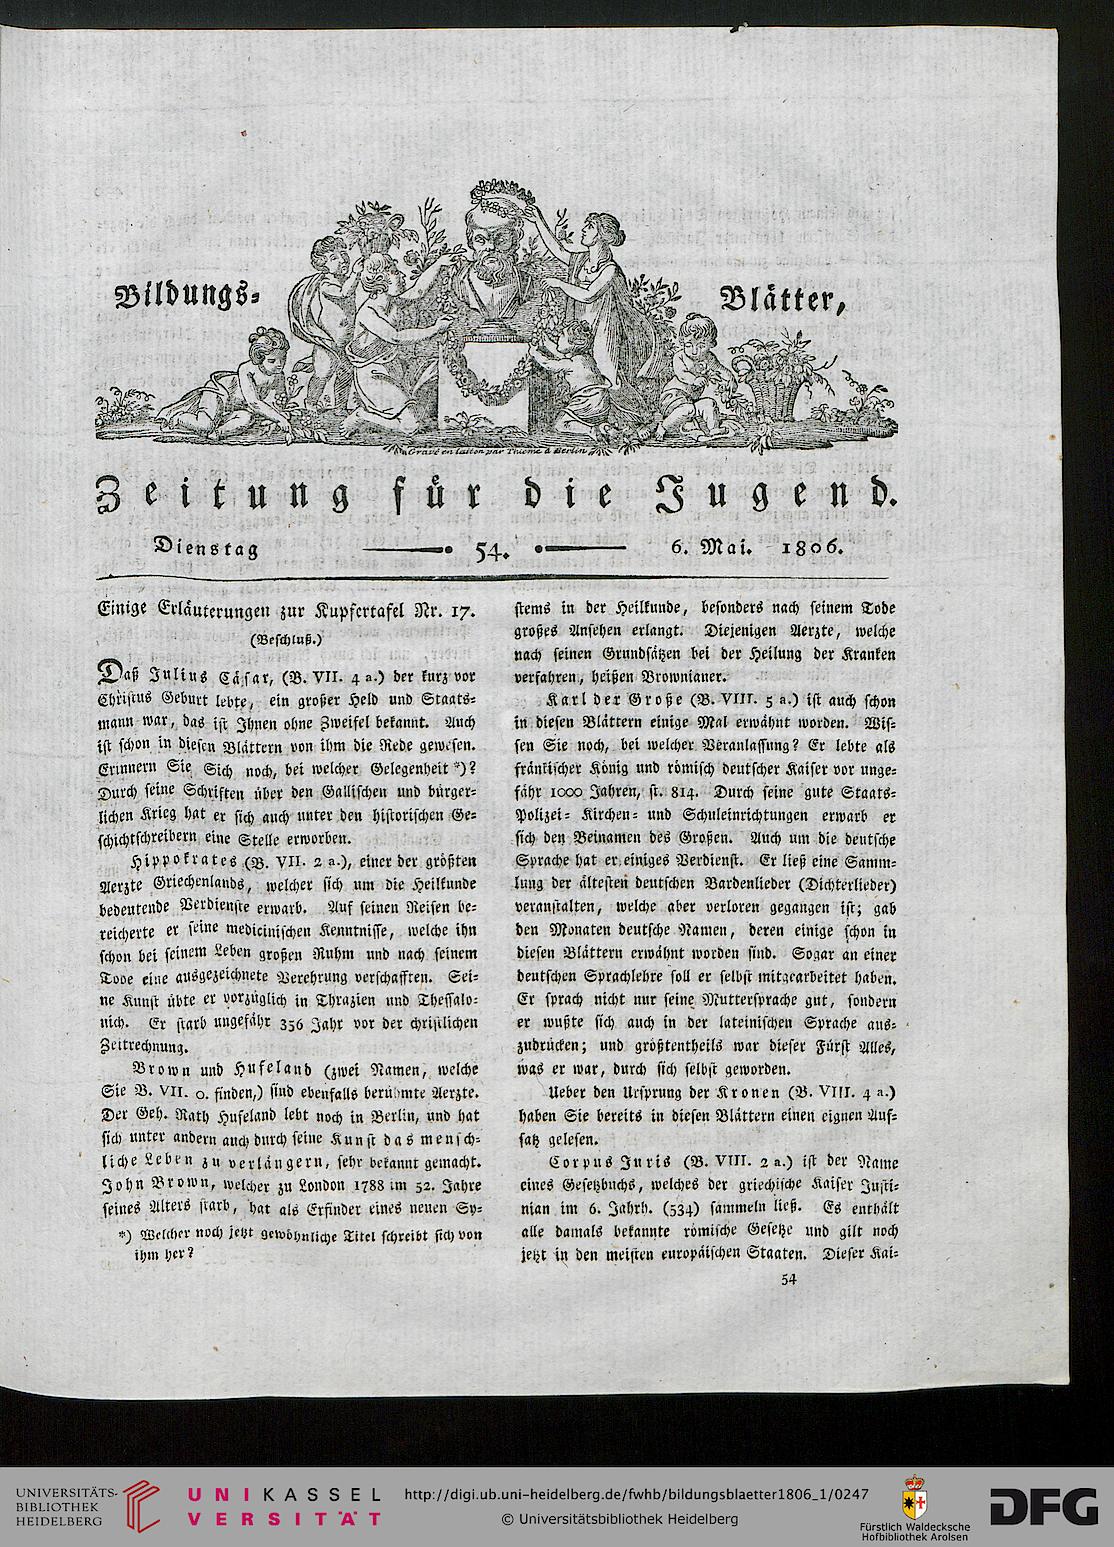 Bildungs-
Blätter,
Gravé en laiton par Thieme à Berlin
Zeitung für die Jugend.
Dienstag 54. 6. Mai. 1806.
Einige Erläuterungen zur Kupfertafel Nr. 17.
(Beschluß.)
Daß Julius Cäsar, (B. VII. 4 a.) der kurz vor
Christus Geburt lebte, ein großer Held und Staats-
mann war, das ist Ihnen ohne Zweifel bekannt. Auch
ist schon in diesen Blättern von ihm die Rede gewesen.
Erinnern Sie Sich noch, bei welcher Gelegenheit *)?
Durch seine Schriften über den Gallischen und bürger-
lichen Krieg hat er sich auch unter den historischen Ge-
schichtschreibern eine Stelle erworben.
Hippokrates (B. VII. 2 a.), einer der größten
Aerzte Griechenlands, welcher sich um die Heilkunde
bedeutende Verdienste erwarb. Auf seinen Reisen be-
reicherte er seine medicinischen Kenntnisse, welche ihn
schon bei seinem Leben großen Ruhm und nach seinem
Tode eine ausgezeichnete Verehrung verschafften. Sei-
ne Kunst übte er vorzüglich in Thrazien und Thessalo-
nich. Er starb ungefähr 356 Jahr vor der christlichen
Zeitrechnung.
Brown und Hufeland (zwei Namen, welche
Sie B. VII. o. finden,) sind ebenfalls berühmte Aerzte.
Der Geh. Rath Hufeland lebt noch in Berlin, und hat
sich unter andern auch durch seine Kunst das mensch-
liche Leben zu verlängern, sehr bekannt gemacht.
John Brown, welcher zu London 1788 im 52. Jahre
seines Alters starb, hat als Erfinder eines neuen Sy-
*) Welcher noch jetzt gewöhnliche Titel schreibt sich von
ihm her?
stems in der Heilkunde, besonders nach seinem Tode
großes Ansehen erlangt. Diejenigen Aerzte, welche
nach seinen Grundsätzen bei der Heilung der Kranken
verfahren, heißen Brownianer.
Karl der Große (B. VIII. 5 a.) ist auch schon
in diesen Blättern einige Mal erwähnt worden. Wis-
sen Sie noch, bei welcher Veranlassung? Er lebte als
fränkischer König und römisch deutscher Kaiser vor unge-
fähr 1000 Jahren, st. 814. Durch seine gute Staats-
Polizei- Kirchen- und Schuleinrichtungen erwarb er
sich den Beinamen des Großen. Auch um die deutsche
Sprache hat er einiges Verdienst. Er ließ eine Samm-
lung der ältesten deutschen Bardenlieder (Dichterlieder)
veranstalten, welche aber verloren gegangen ist; gab
den Monaten deutsche Namen, deren einige schon in
diesen Blättern erwähnt worden sind. Sogar an einer
deutschen Sprachlehre soll er selbst mitgearbeitet haben.
Er sprach nicht nur seine Muttersprache gut, sondern
er wußte sich auch in der lateinischen Sprache aus-
zudrücken; und größtentheils war dieser Fürst Alles,
was er war, durch sich selbst geworden.
Ueber den Ursprung der Kronen (B. VIII. 4 a.)
haben Sie bereits in diesen Blättern einen eignen Auf-
satz gelesen.
Corpus Juris (B. VIII. 2 a.) ist der Name
eines Gesetzbuchs, welches der griechische Kaiser Justi-
nian im 6. Jahrh. (534) sammeln ließ. Es enthält
alle damals bekannte römische Gesetze und gilt noch
jetzt in den meisten europäischen Staaten. Dieser Kai-
54
UNIVERSITÄTS-
BIBLIOTHEK
HEIDELBERG
UNIKASSEL
VERSITÄT
http://digi.ub.uni-heidelberg.de/fwhb/bildungsblaetter1806_1/0247
© Universitätsbibliothek Heidelberg
Fürstlich Waldecksche
Hofbibliothek Arolsen
DFG